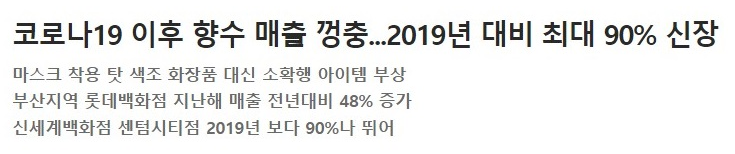 코로나19 이후 향수 매출 껑충...2019년 대비 최대 90% 신장
마스크 착용 탓 색조 화장품 대신 소확행 아이템 부상
부산지역 롯데백화점 지난해 매출 전년대비 48% 증가
신세계백화점 센텀시티점 2019년 보다 90%나 뛰어